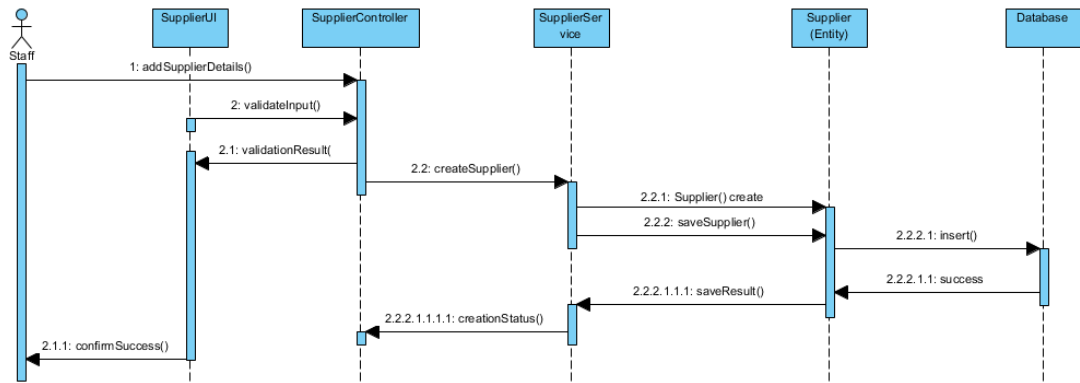 SupplierUI
SupplierController
SupplierSer
vice
Supplier
(Entity)
Database
Staff
1: addSupplierDetails()
2: validateInput()
2.1: validationResult(
2.2: createSupplier()
2.2.1: Supplier() create
2.2.2: saveSupplier()
2.2.2.1: insert()
2.2.2.1.1: success
2.2.2.1.1.1: saveResult()
2.2.2.1.1.1.1: creationStatus()
2.1.1: confirmSuccess()